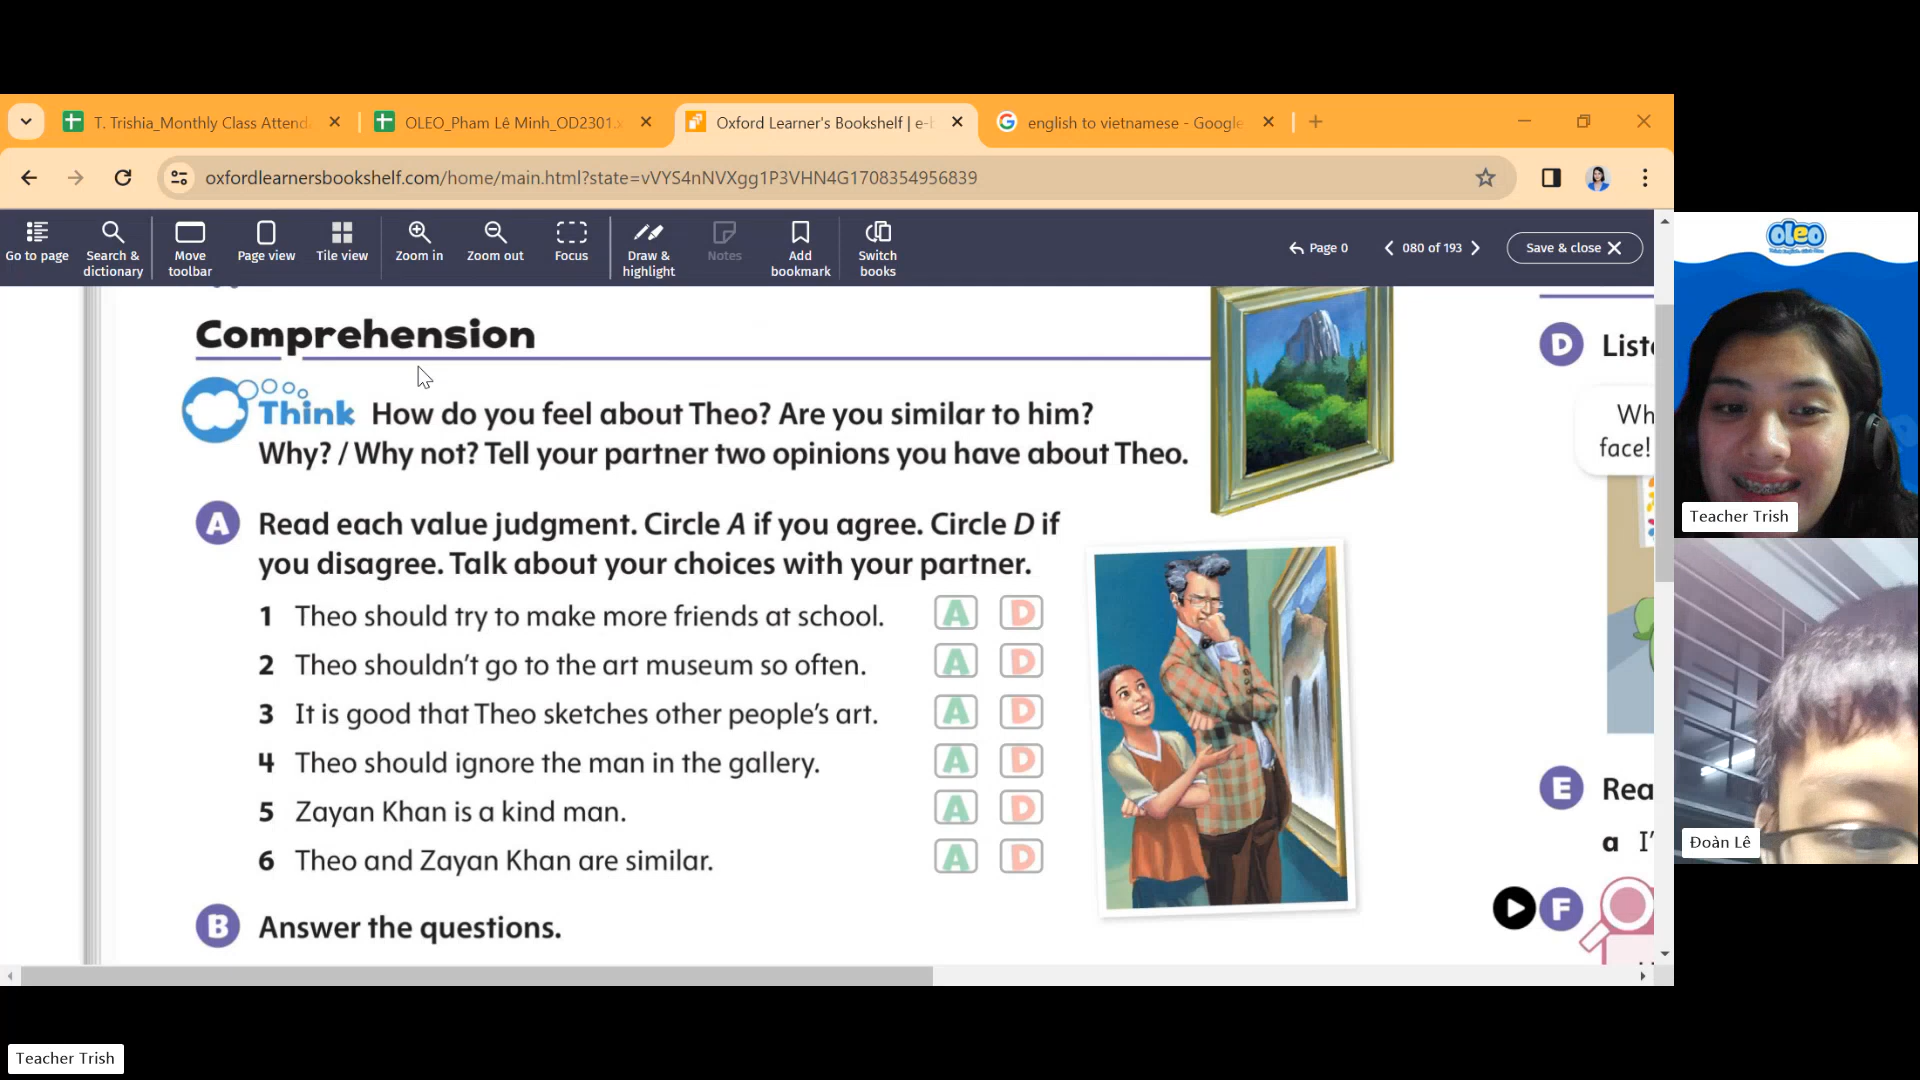 T. Trishia_Monthly Class Attend
OLEO_Pham Lê Minh_OD2301.x
Oxford Learner's Bookshelf | e-b
english to vietnamese - Google
oxfordlearnersbookshelf.com/home/main.html?state=vVYS4nNVXgg1P3VHN4G1708354956839
Go to page
Search & dictionary
Move toolbar
Page view
Tile view
Zoom in
Zoom out
Focus
Draw & highlight
Notes
Add bookmark
Switch books
Page 0
080 of 193
Save & close
Comprehension
Think How do you feel about Theo? Are you similar to him?
Why? / Why not? Tell your partner two opinions you have about Theo.
A Read each value judgment. Circle A if you agree. Circle D if
you disagree. Talk about your choices with your partner.
1 Theo should try to make more friends at school. A D
2 Theo shouldn't go to the art museum so often. A D
3 It is good that Theo sketches other people's art. A D
4 Theo should ignore the man in the gallery. A D
5 Zayan Khan is a kind man. A D
6 Theo and Zayan Khan are similar. A D
B Answer the questions.
D List
Wh
face!
E Rea
a I'
F
oleo
Teacher Trish
Đoàn Lê
Teacher Trish